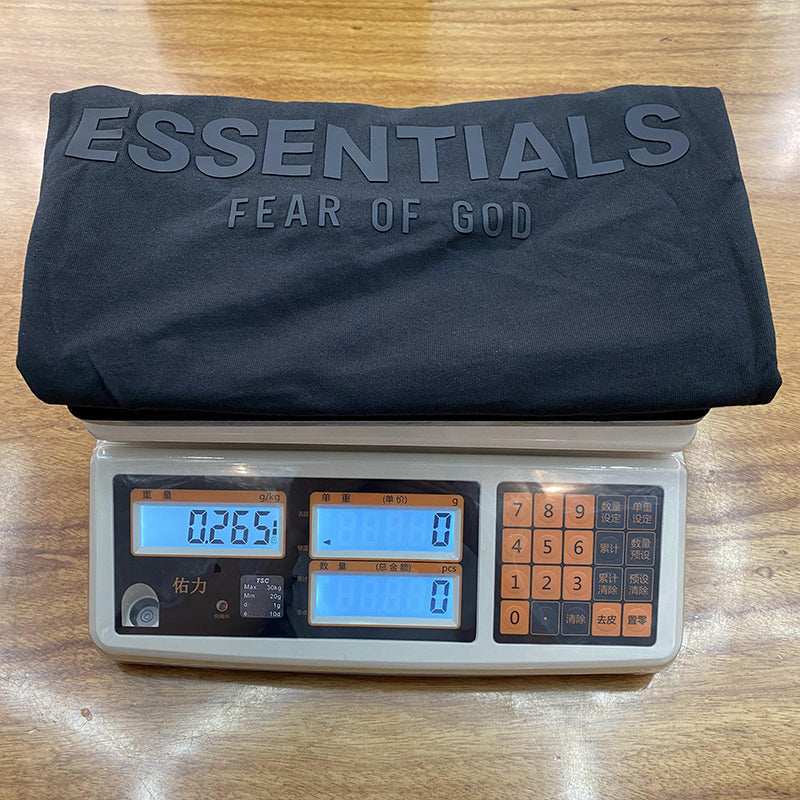 ESSENTIALS
FEAR OF GOD
重量 g/kg
0.265
单重 (单价) g
0
数量 (总金额) pcs
0
佑力
充电中
TSC
Max: 30kg
Min: 20g
d: 1g
e: 10d
7 8 9 数量设定 单重设定
4 5 6 累计 数量预设
1 2 3 累计清除 预设清除
0 . 清除 去皮 置零